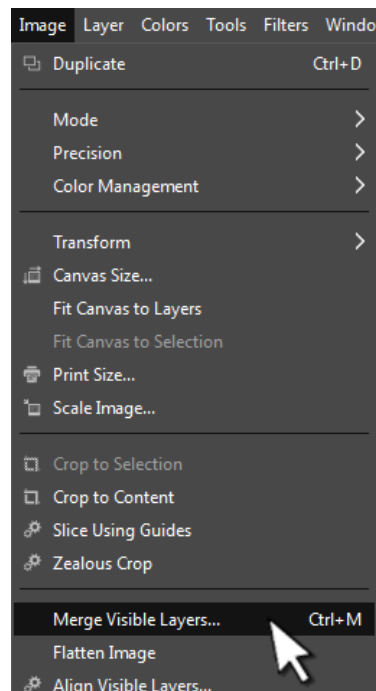 Image Layer Colors Tools Filters Windo
Duplicate Ctrl+D
Mode
Precision
Color Management
Transform
Canvas Size...
Fit Canvas to Layers
Fit Canvas to Selection
Print Size...
Scale Image...
Crop to Selection
Crop to Content
Slice Using Guides
Zealous Crop
Merge Visible Layers... Ctrl+M
Flatten Image
Align Visible Layers...